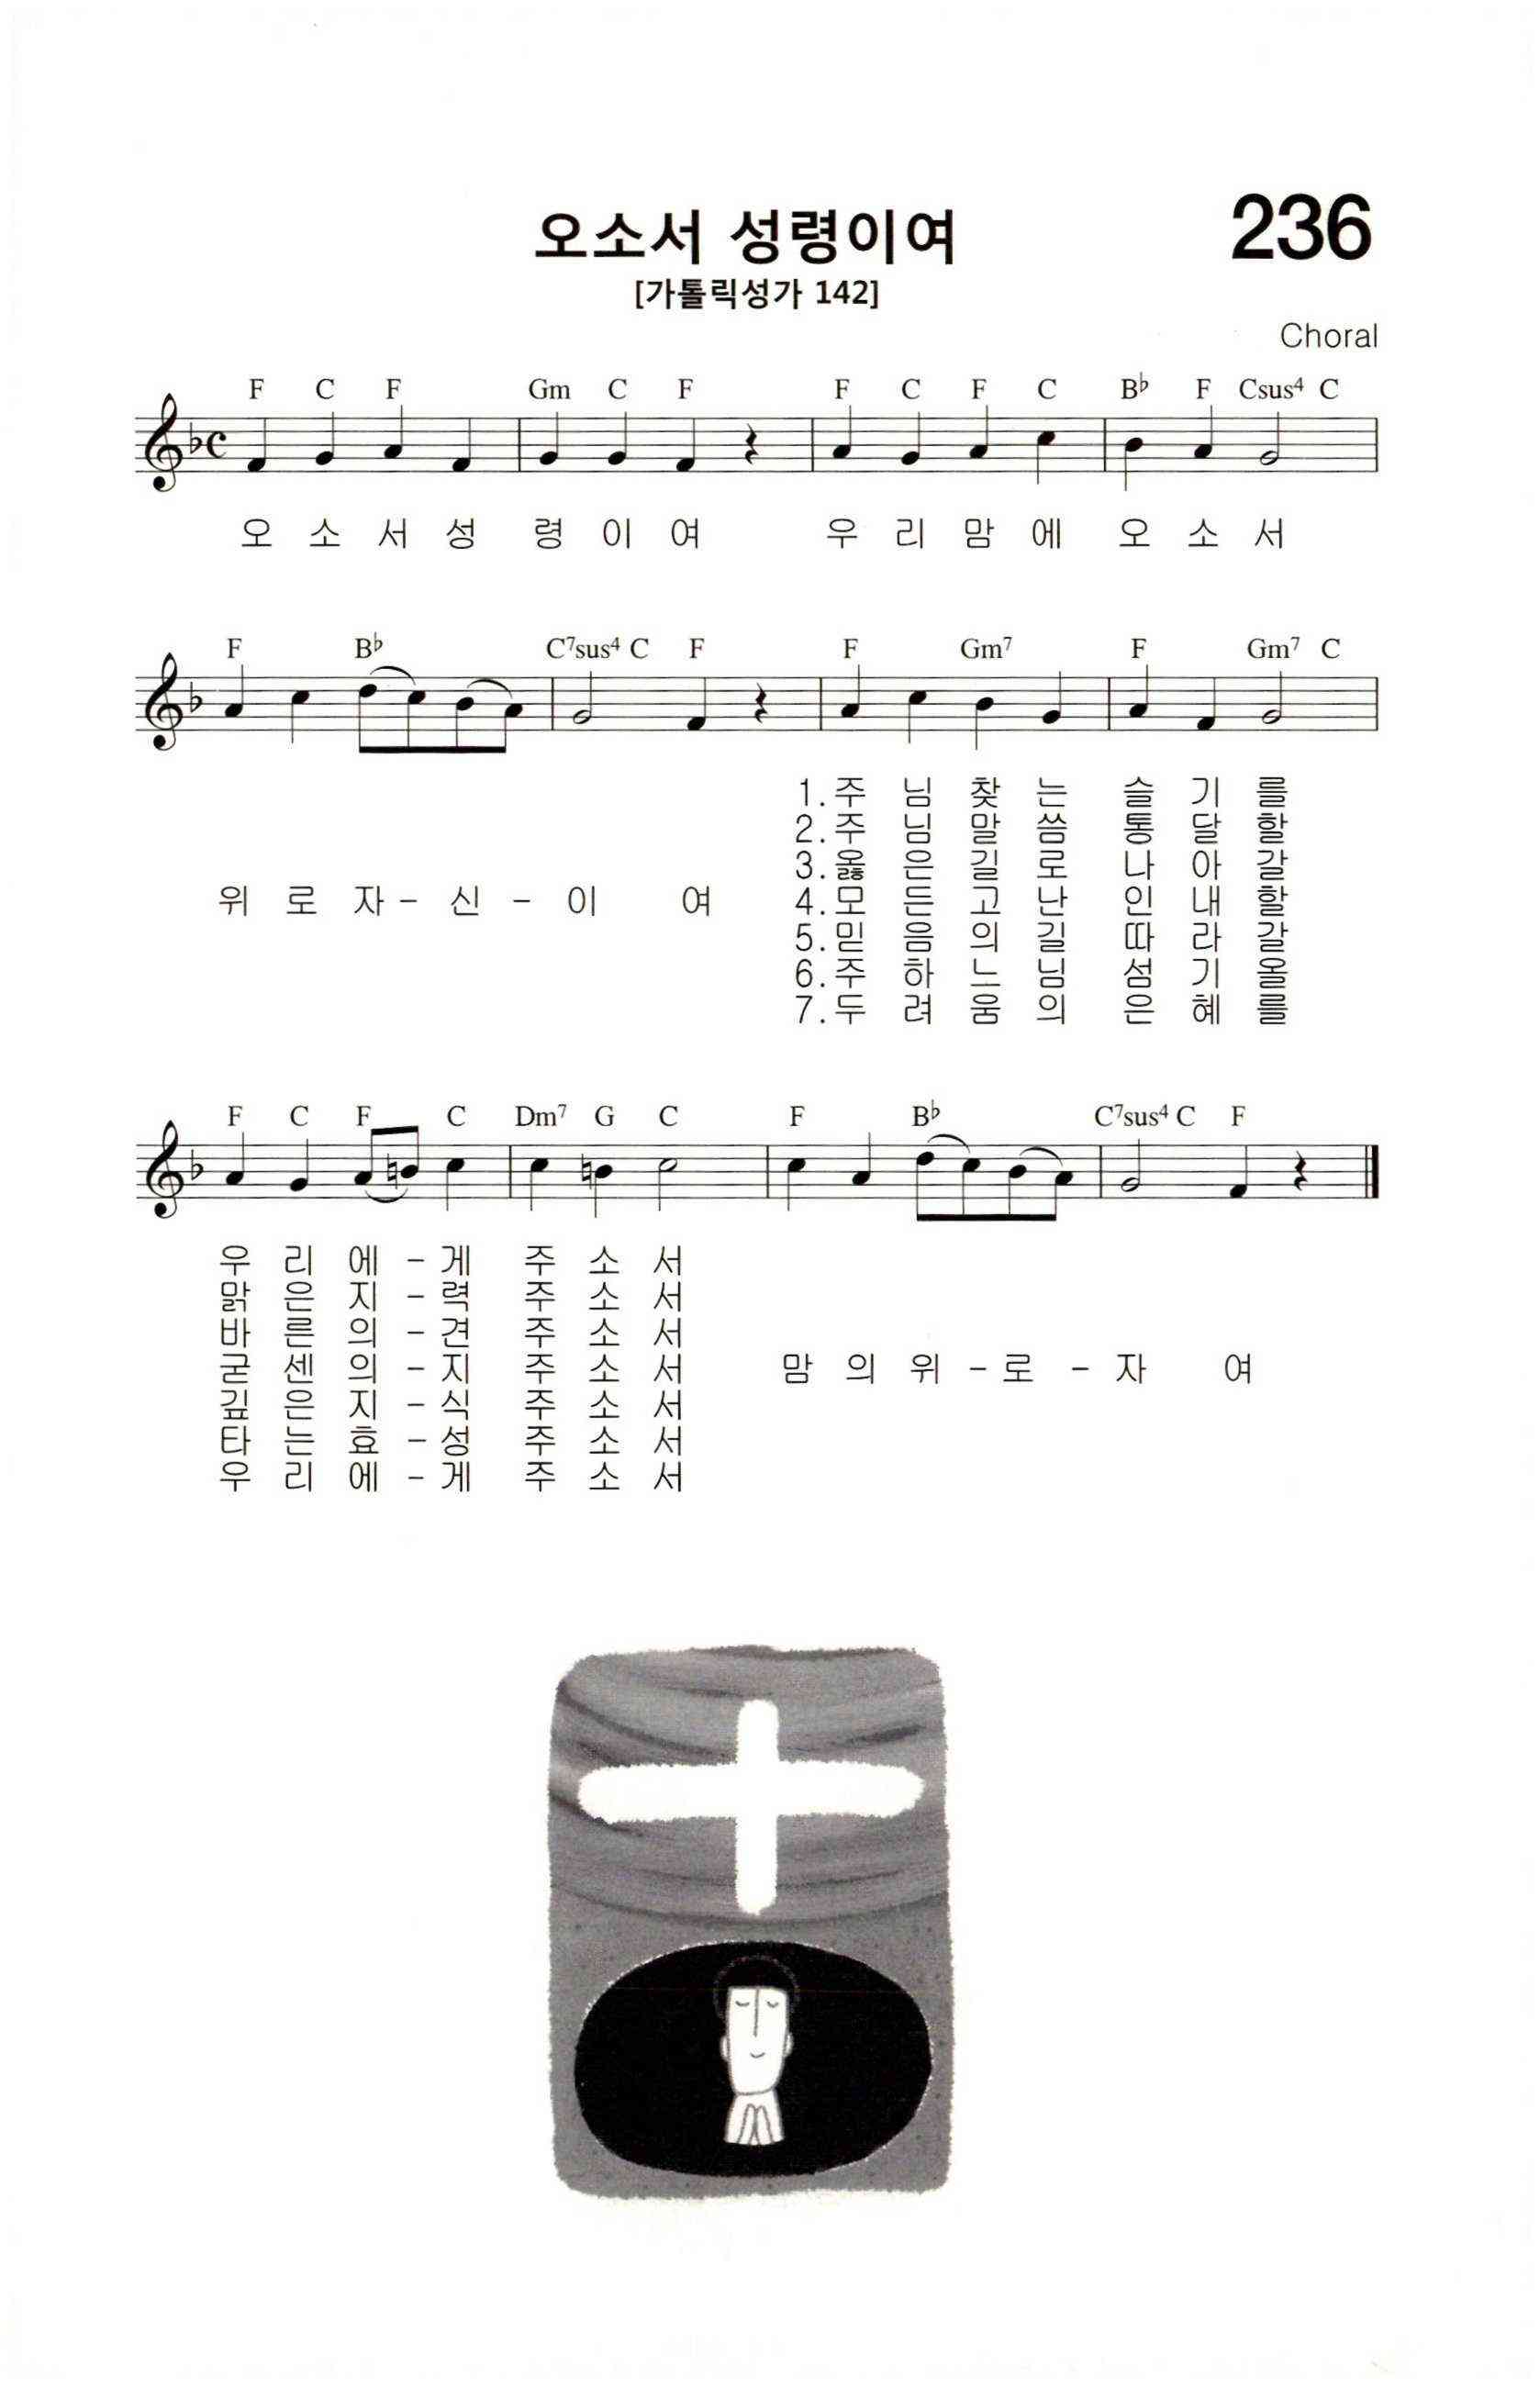 오소서 성령이여
236
[가톨릭성가 142]
Choral
F C F Gm C F F C F C B♭ F Csus4 C
오 소 서 성 령 이 여 우 리 맘 에 오 소 서
F B♭ C7sus4 C F F Gm7 F Gm7 C
1.주 님 찾 는 슬 기 를
2.주 님 말 씀 통 달 할
3.옳 은 길 로 나 아 갈
위 로 자 - 신 - 이 여 4.모 든 고 난 인 내 할
5.믿 음 의 길 따 라 갈
6.주 하 느 님 섬 기 올
7.두 려 움 의 은 혜 를
F C F C Dm7 G C F B♭ C7sus4 C F
우 리 에 - 게 주 소 서
맑 은 지 - 력 주 소 서
바 른 의 - 견 주 소 서
굳 센 의 - 지 주 소 서 맘 의 위 - 로 - 자 여
깊 은 지 - 식 주 소 서
타 는 효 - 성 주 소 서
우 리 에 - 게 주 소 서